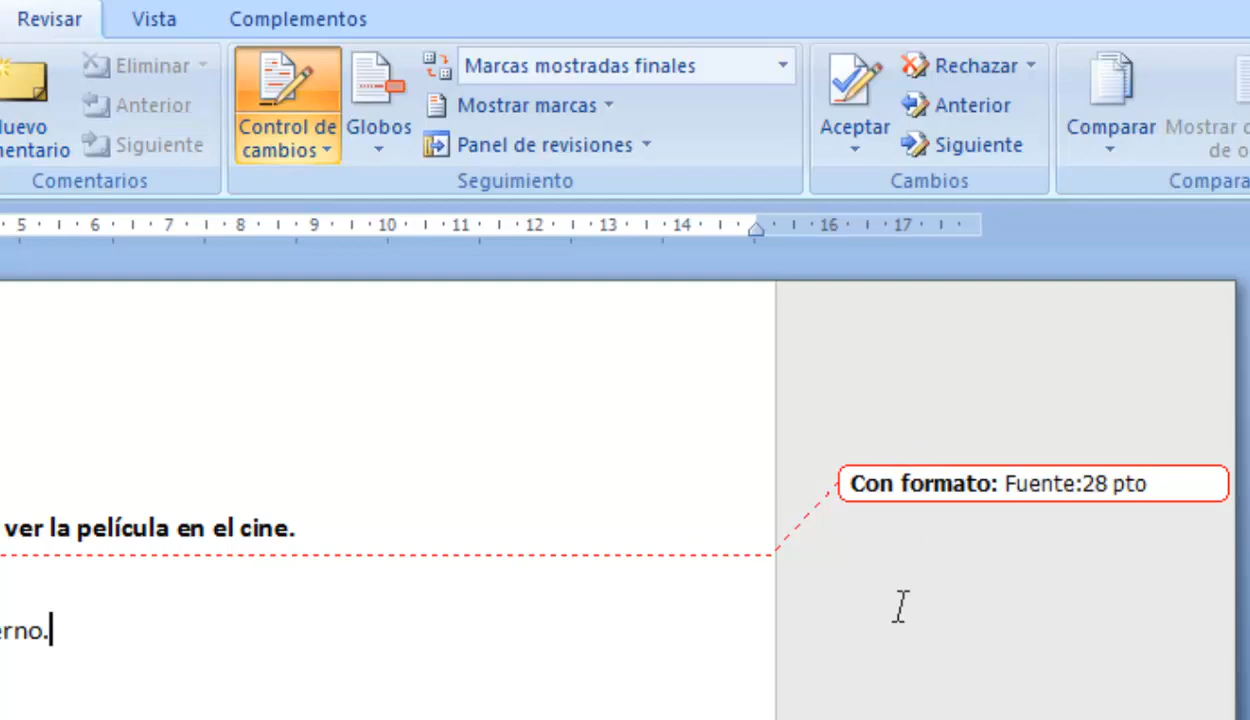 Revisar Vista Complementos
Eliminar
Anterior
Siguiente
Comentarios
Control de cambios
Globos
Marcas mostradas finales
Mostrar marcas
Panel de revisiones
Seguimiento
Aceptar
Rechazar
Anterior
Siguiente
Cambios
Comparar
Mostrar
5 6 7 8 9 10 11 12 13 14 16 17
Con formato: Fuente:28 pto
ver la película en el cine.
erno.